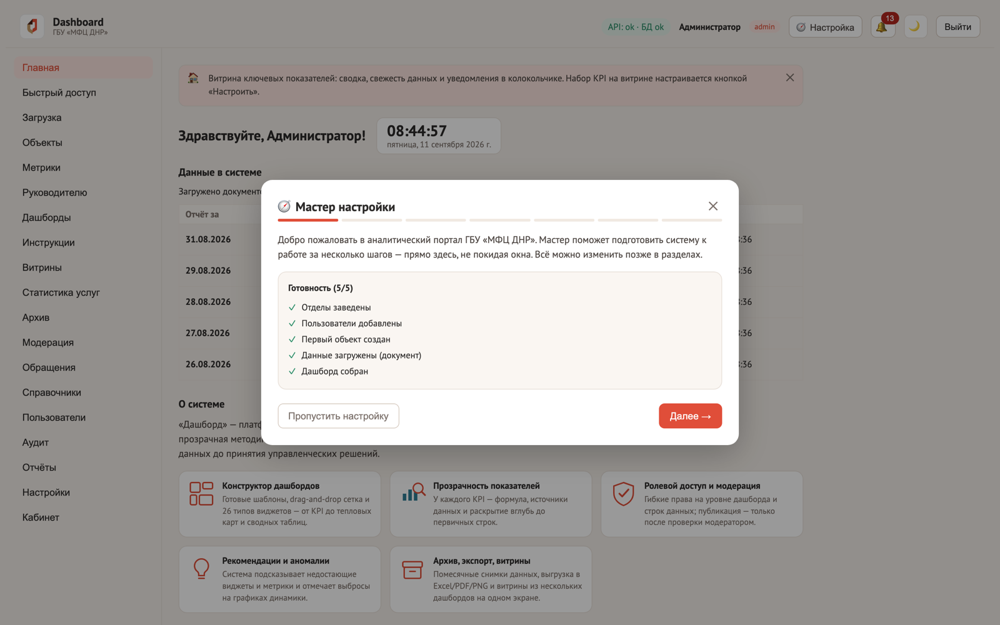 Dashboard
ГБУ «МФЦ ДНР»
API: ok · БД ok
Администратор
admin
Настройка
13
Выйти
Главная
Быстрый доступ
Загрузка
Объекты
Метрики
Руководителю
Дашборды
Инструкции
Витрины
Статистика услуг
Архив
Модерация
Обращения
Справочники
Пользователи
Аудит
Отчёты
Настройки
Кабинет
Витрина ключевых показателей: сводка, свежесть данных и уведомления в колокольчике. Набор KPI на витрине настраивается кнопкой
«Настроить».
Здравствуйте, Администратор!
08:44:57
пятница, 11 сентября 2026 г.
Данные в системе
Загружено документ
Отчёт за
31.08.2026
:36
29.08.2026
:36
28.08.2026
:36
27.08.2026
:36
26.08.2026
:36
Мастер настройки
Добро пожаловать в аналитический портал ГБУ «МФЦ ДНР». Мастер поможет подготовить систему к
работе за несколько шагов — прямо здесь, не покидая окна. Всё можно изменить позже в разделах.
Готовность (5/5)
Отделы заведены
Пользователи добавлены
Первый объект создан
Данные загружены (документ)
Дашборд собран
Пропустить настройку
Далее →
О системе
«Дашборд» — плат
прозрачная методи
данных до принятия управленческих решений.
Конструктор дашбордов
Готовые шаблоны, drag-and-drop сетка и
26 типов виджетов — от KPI до тепловых
карт и сводных таблиц.
Прозрачность показателей
У каждого KPI — формула, источники
данных и раскрытие вглубь до
первичных строк.
Ролевой доступ и модерация
Гибкие права на уровне дашборда и
строк данных; публикация — только
после проверки модератором.
Рекомендации и аномалии
Система подсказывает недостающие
виджеты и метрики и отмечает выбросы
на графиках динамики.
Архив, экспорт, витрины
Помесячные снимки данных, выгрузка в
Excel/PDF/PNG и витрины из нескольких
дашбордов на одном экране.